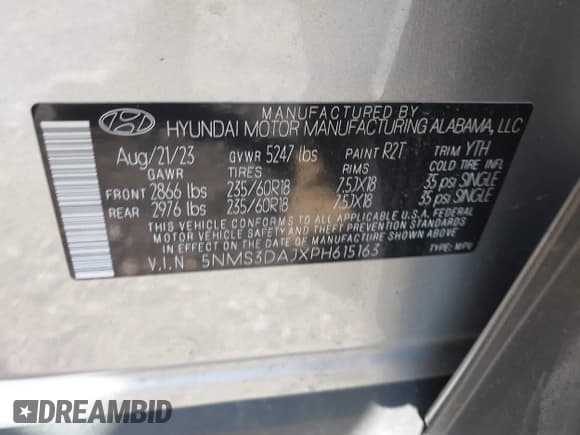 MANUFACTURED BY
HYUNDAI MOTOR MANUFACTURING ALABAMA, LLC
Aug/21/23 GVWR 5247 lbs PAINT R2T TRIM YTH
GAWR TIRES RIMS COLD TIRE INFL
FRONT 2866 lbs 235/60R18 7.5JX18 35 psi SINGLE
REAR 2976 lbs 235/60R18 7.5JX18 35 psi SINGLE
THIS VEHICLE CONFORMS TO ALL APPLICABLE U.S.A. FEDERAL
MOTOR VEHICLE SAFETY AND BUMPER STANDARDS
IN EFFECT ON THE DATE OF MANUFACTURE SHOWN ABOVE.
V.I.N 5NMS3DAJXPH615163 TYPE: MPV
DREAMBID